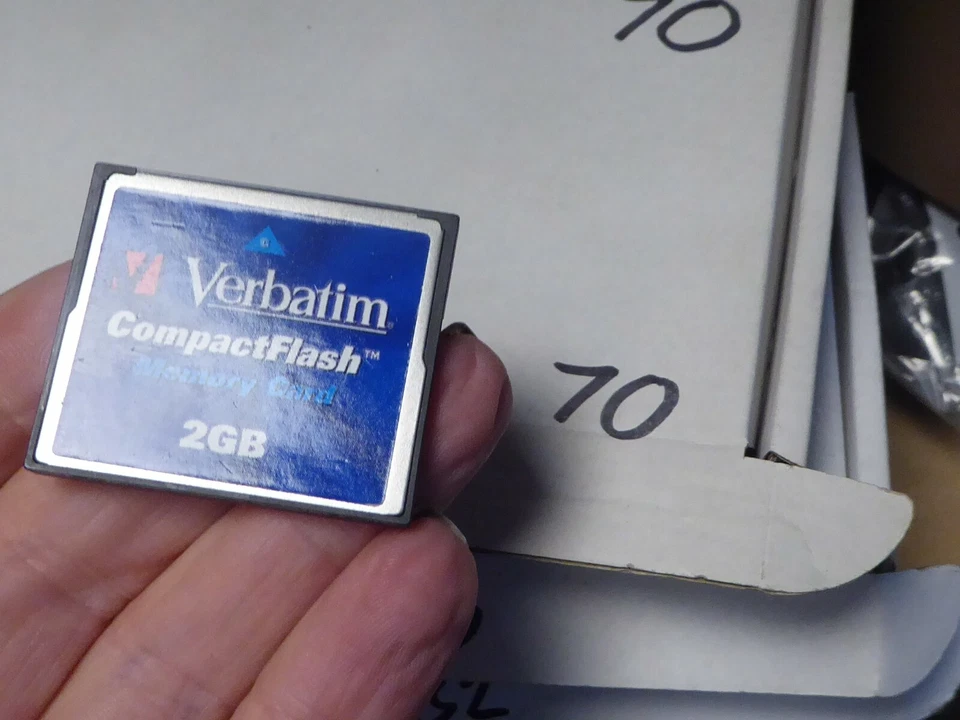 70
Verbatim
CompactFlash™
Memory Card
2GB
70